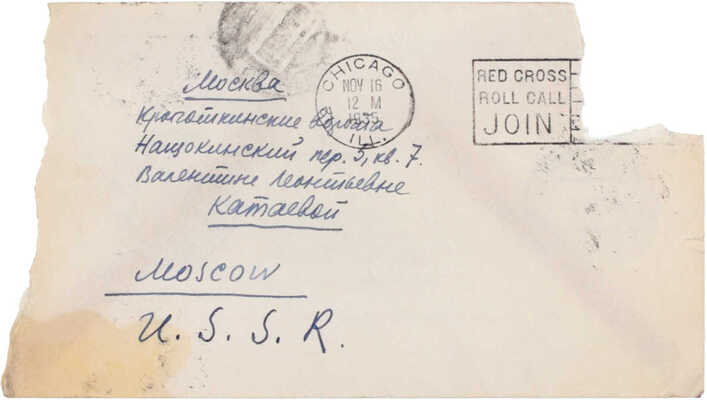 CHICAGO
NOV 16
12 M
1935
ILL.
RED CROSS
ROLL CALL
JOIN
Москва
Кропоткинские ворота
Нащокинский пер. 5, кв. 7.
Валентине Леонтьевне
Катаевой
Moscow
U. S. S. R.